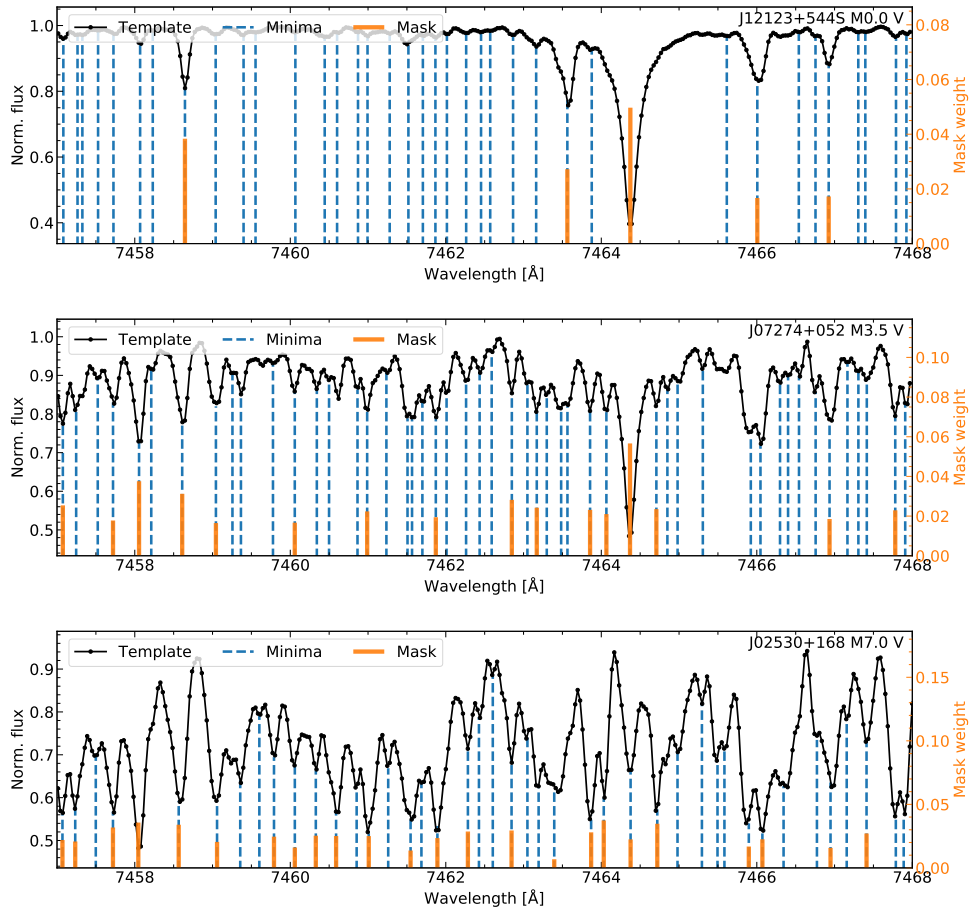 J12123+544S M0.0 V
Template Minima Mask
1.0
0.8
0.6
0.4
Norm. flux
0.08
0.06
0.04
0.02
0.00
Mask weight
7458 7460 7462 7464 7466 7468
Wavelength [Å]
J07274+052 M3.5 V
Template Minima Mask
1.0
0.9
0.8
0.7
0.6
0.5
Norm. flux
0.10
0.08
0.06
0.04
0.02
0.00
Mask weight
7458 7460 7462 7464 7466 7468
Wavelength [Å]
J02530+168 M7.0 V
Template Minima Mask
0.9
0.8
0.7
0.6
0.5
Norm. flux
0.15
0.10
0.05
0.00
Mask weight
7458 7460 7462 7464 7466 7468
Wavelength [Å]